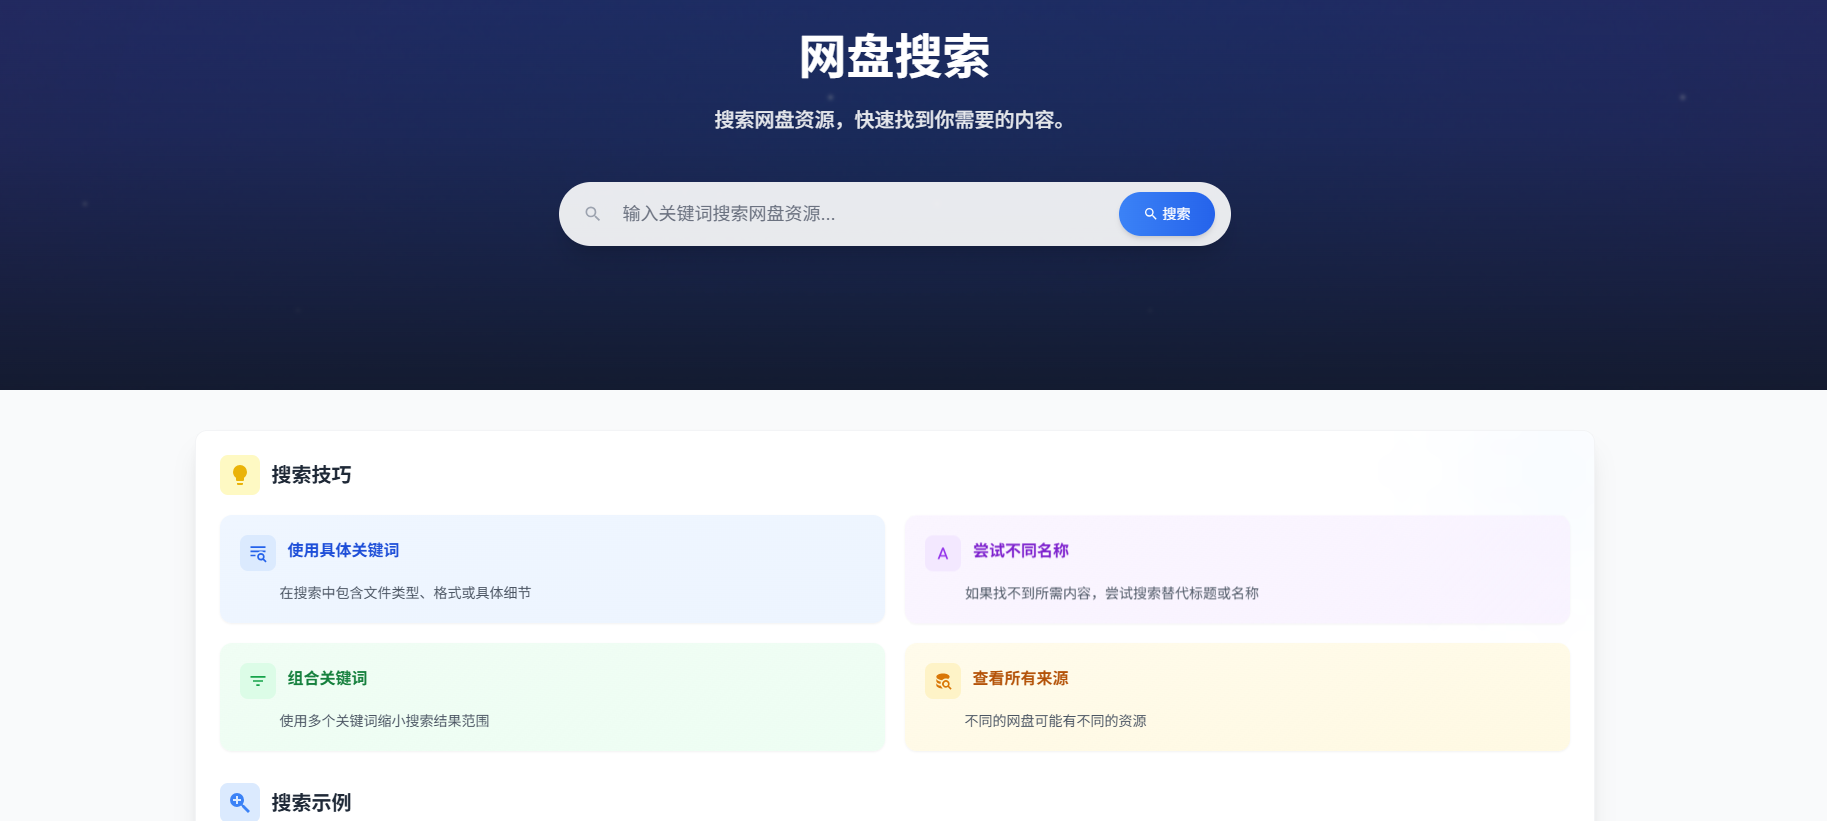 网盘搜索
搜索网盘资源，快速找到你需要的内容。
输入关键词搜索网盘资源...
搜索
搜索技巧
使用具体关键词
在搜索中包含文件类型、格式或具体细节
尝试不同名称
如果找不到所需内容，尝试搜索替代标题或名称
组合关键词
使用多个关键词缩小搜索结果范围
查看所有来源
不同的网盘可能有不同的资源
搜索示例